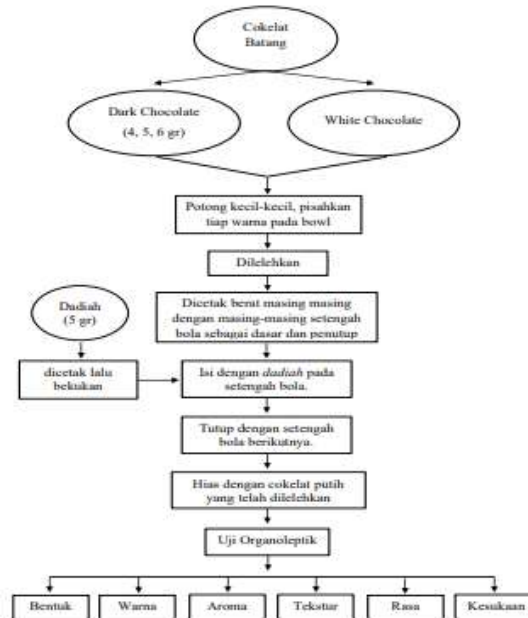 Cokelat
Batang
Dark Chocolate
(4, 5, 6 gr)
White Chocolate
Potong kecil-kecil, pisahkan
tiap warna pada bowl
Dilelehkan
Dadiah
(5 gr)
Dicetak berat masing masing
dengan masing-masing setengah
bola sebagai dasar dan penutup
dicetak lalu
bekukan
Isi dengan dadiah pada
setengah bola.
Tutup dengan setengah
bola berikutnya.
Hias dengan cokelat putih
yang telah dilelehkan
Uji Organoleptik
Bentuk
Warna
Aroma
Tekstur
Rasa
Kesukaan